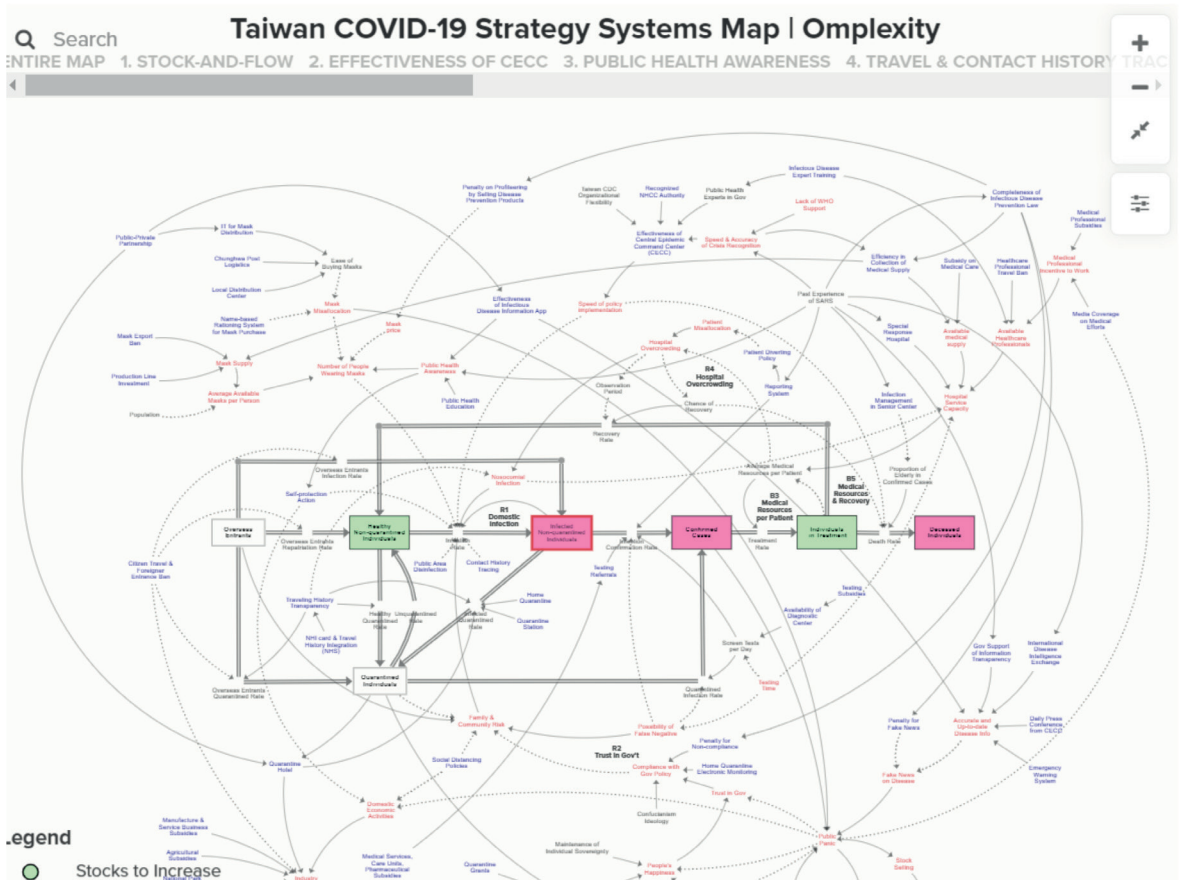 Taiwan COVID-19 Strategy Systems Map | Omplexity
Search
ENTIRE MAP 1. STOCK-AND-FLOW 2. EFFECTIVENESS OF CECC 3. PUBLIC HEALTH AWARENESS 4. TRAVEL & CONTACT HISTORY TRAC
Infectious Disease
Expert Training
Penalty on Profiteering
by Selling Disease
Prevention Products
Taiwan CDC
Organizational
Flexibility
Recognized
NHCC Authority
Public Health
Experts in Gov
Lack of WHO
Support
Completeness of
Infectious Disease
Prevention Law
Medical
Professional
Subsidies
Public-Private
Partnership
IT for Mask
Distribution
Effectiveness of
Central Epidemic
Command Center
(CECC)
Speed & Accuracy
of Crisis Recognition
Chunghwa Post
Logistics
Ease of
Buying Masks
Efficiency in
Collection of
Medical Supply
Subsidy on
Medical Care
Healthcare
Professional
Travel Ban
Medical
Professional
Incentive to Work
Local Distribution
Center
Past Experience
of SARS
Mask
Misallocation
Effectiveness
of Infectious
Disease Information App
Speed of policy
implementation
Name-based
Rationing System
for Mask Purchase
Mask
price
Patient
Misallocation
Special
Response
Hospital
Available
medical
supply
Available
Healthcare
Professionals
Media Coverage
on Medical
Efforts
Mask Export
Ban
Hospital
Overcrowding
Patient Diverting
Policy
Mask Supply
Number of People
Wearing Masks
Public Health
Awareness
R4
Hospital
Overcrowding
Production Line
Investment
Observation
Period
Reporting
System
Average Available
Masks per Person
Public Health
Education
Chance of
Recovery
Infection
Management
in Senior Center
Hospital
Service
Capacity
Population
Recovery
Rate
Overseas Entrants
Infection Rate
Nosocomial
Infection
Average Medical
Resources per Patient
Proportion of
Elderly in
Confirmed Cases
Self-protection
Action
R1
Domestic
Infection
B3
Medical
Resources
per Patient
B5
Medical
Resources
& Recovery
Overseas
Entrants
Healthy
Non-quarantined
Individuals
Infected
Non-quarantined
Individuals
Confirmed
Cases
Individuals
in Treatment
Deceased
Individuals
Overseas Entrants
Repatriation Rate
Infection
Confirmation Rate
Treatment
Rate
Death Rate
Citizen Travel &
Foreigner
Entrance Ban
Public Area
Disinfection
Contact History
Tracing
Testing
Referrals
Testing
Subsidies
Traveling History
Transparency
Home
Quarantine
Healthy
Quarantined
Rate
Unquarantined
Rate
Infected
Quarantined
Rate
Availability of
Diagnostic
Center
Quarantine
Station
NHI card & Travel
History Integration
(NHS)
Screen Tests
per Day
Gov Support
of Information
Transparency
International
Disease
Intelligence
Exchange
Quarantined
Individuals
Overseas Entrants
Quarantined Rate
Quarantined
Infection Rate
Testing
Time
Family &
Community Risk
Possibility of
False Negative
Penalty for
Fake News
Accurate and
Up-to-date
Disease Info
Daily Press
Conference
from CECC
R2
Trust in Gov't
Penalty for
Non-compliance
Quarantine
Hotel
Social Distancing
Policies
Compliance with
Gov Policy
Home Quarantine
Electronic Monitoring
Fake News
on Disease
Emergency
Warning
System
Trust in Gov
Domestic
Economic
Activities
Confucianism
Ideology
Manufacture &
Service Business
Subsidies
Public
Panic
Legend
Maintenance of
Individual Sovereignty
Agricultural
Subsidies
Medical Services,
Care Units,
Pharmaceutical
Subsidies
Quarantine
Grants
People's
Happiness
Stock
Selling
Stocks to Increase
Industry